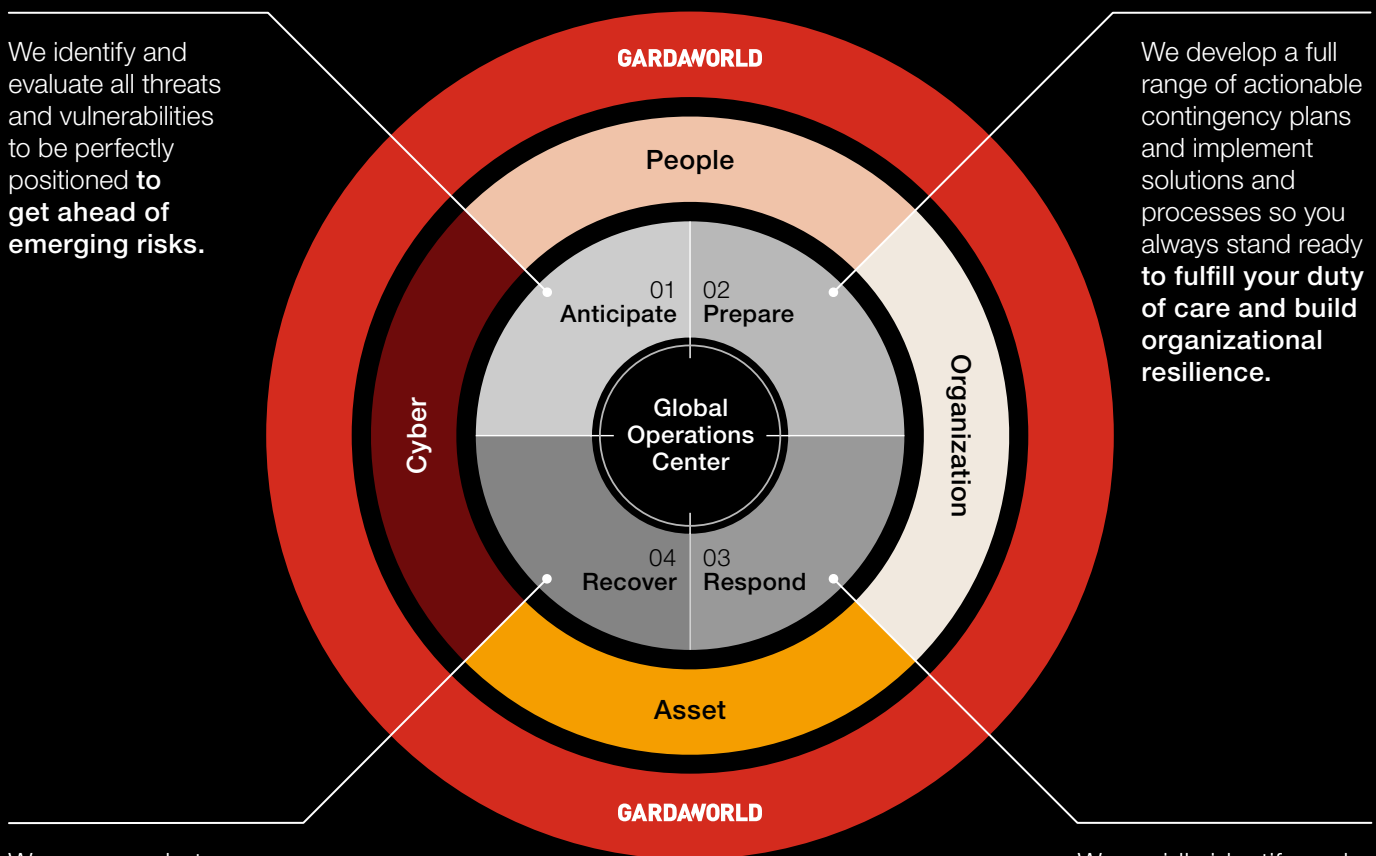 We identify and
evaluate all threats
and vulnerabilities
to be perfectly
positioned to
get ahead of
emerging risks.
GARDAWORLD
We develop a full
range of actionable
contingency plans
and implement
solutions and
processes so you
always stand ready
to fulfill your duty
of care and build
organizational
resilience.
People
01
Anticipate
02
Prepare
Cyber
Global
Operations
Center
Organization
04
Recover
03
Respond
Asset
GARDAWORLD